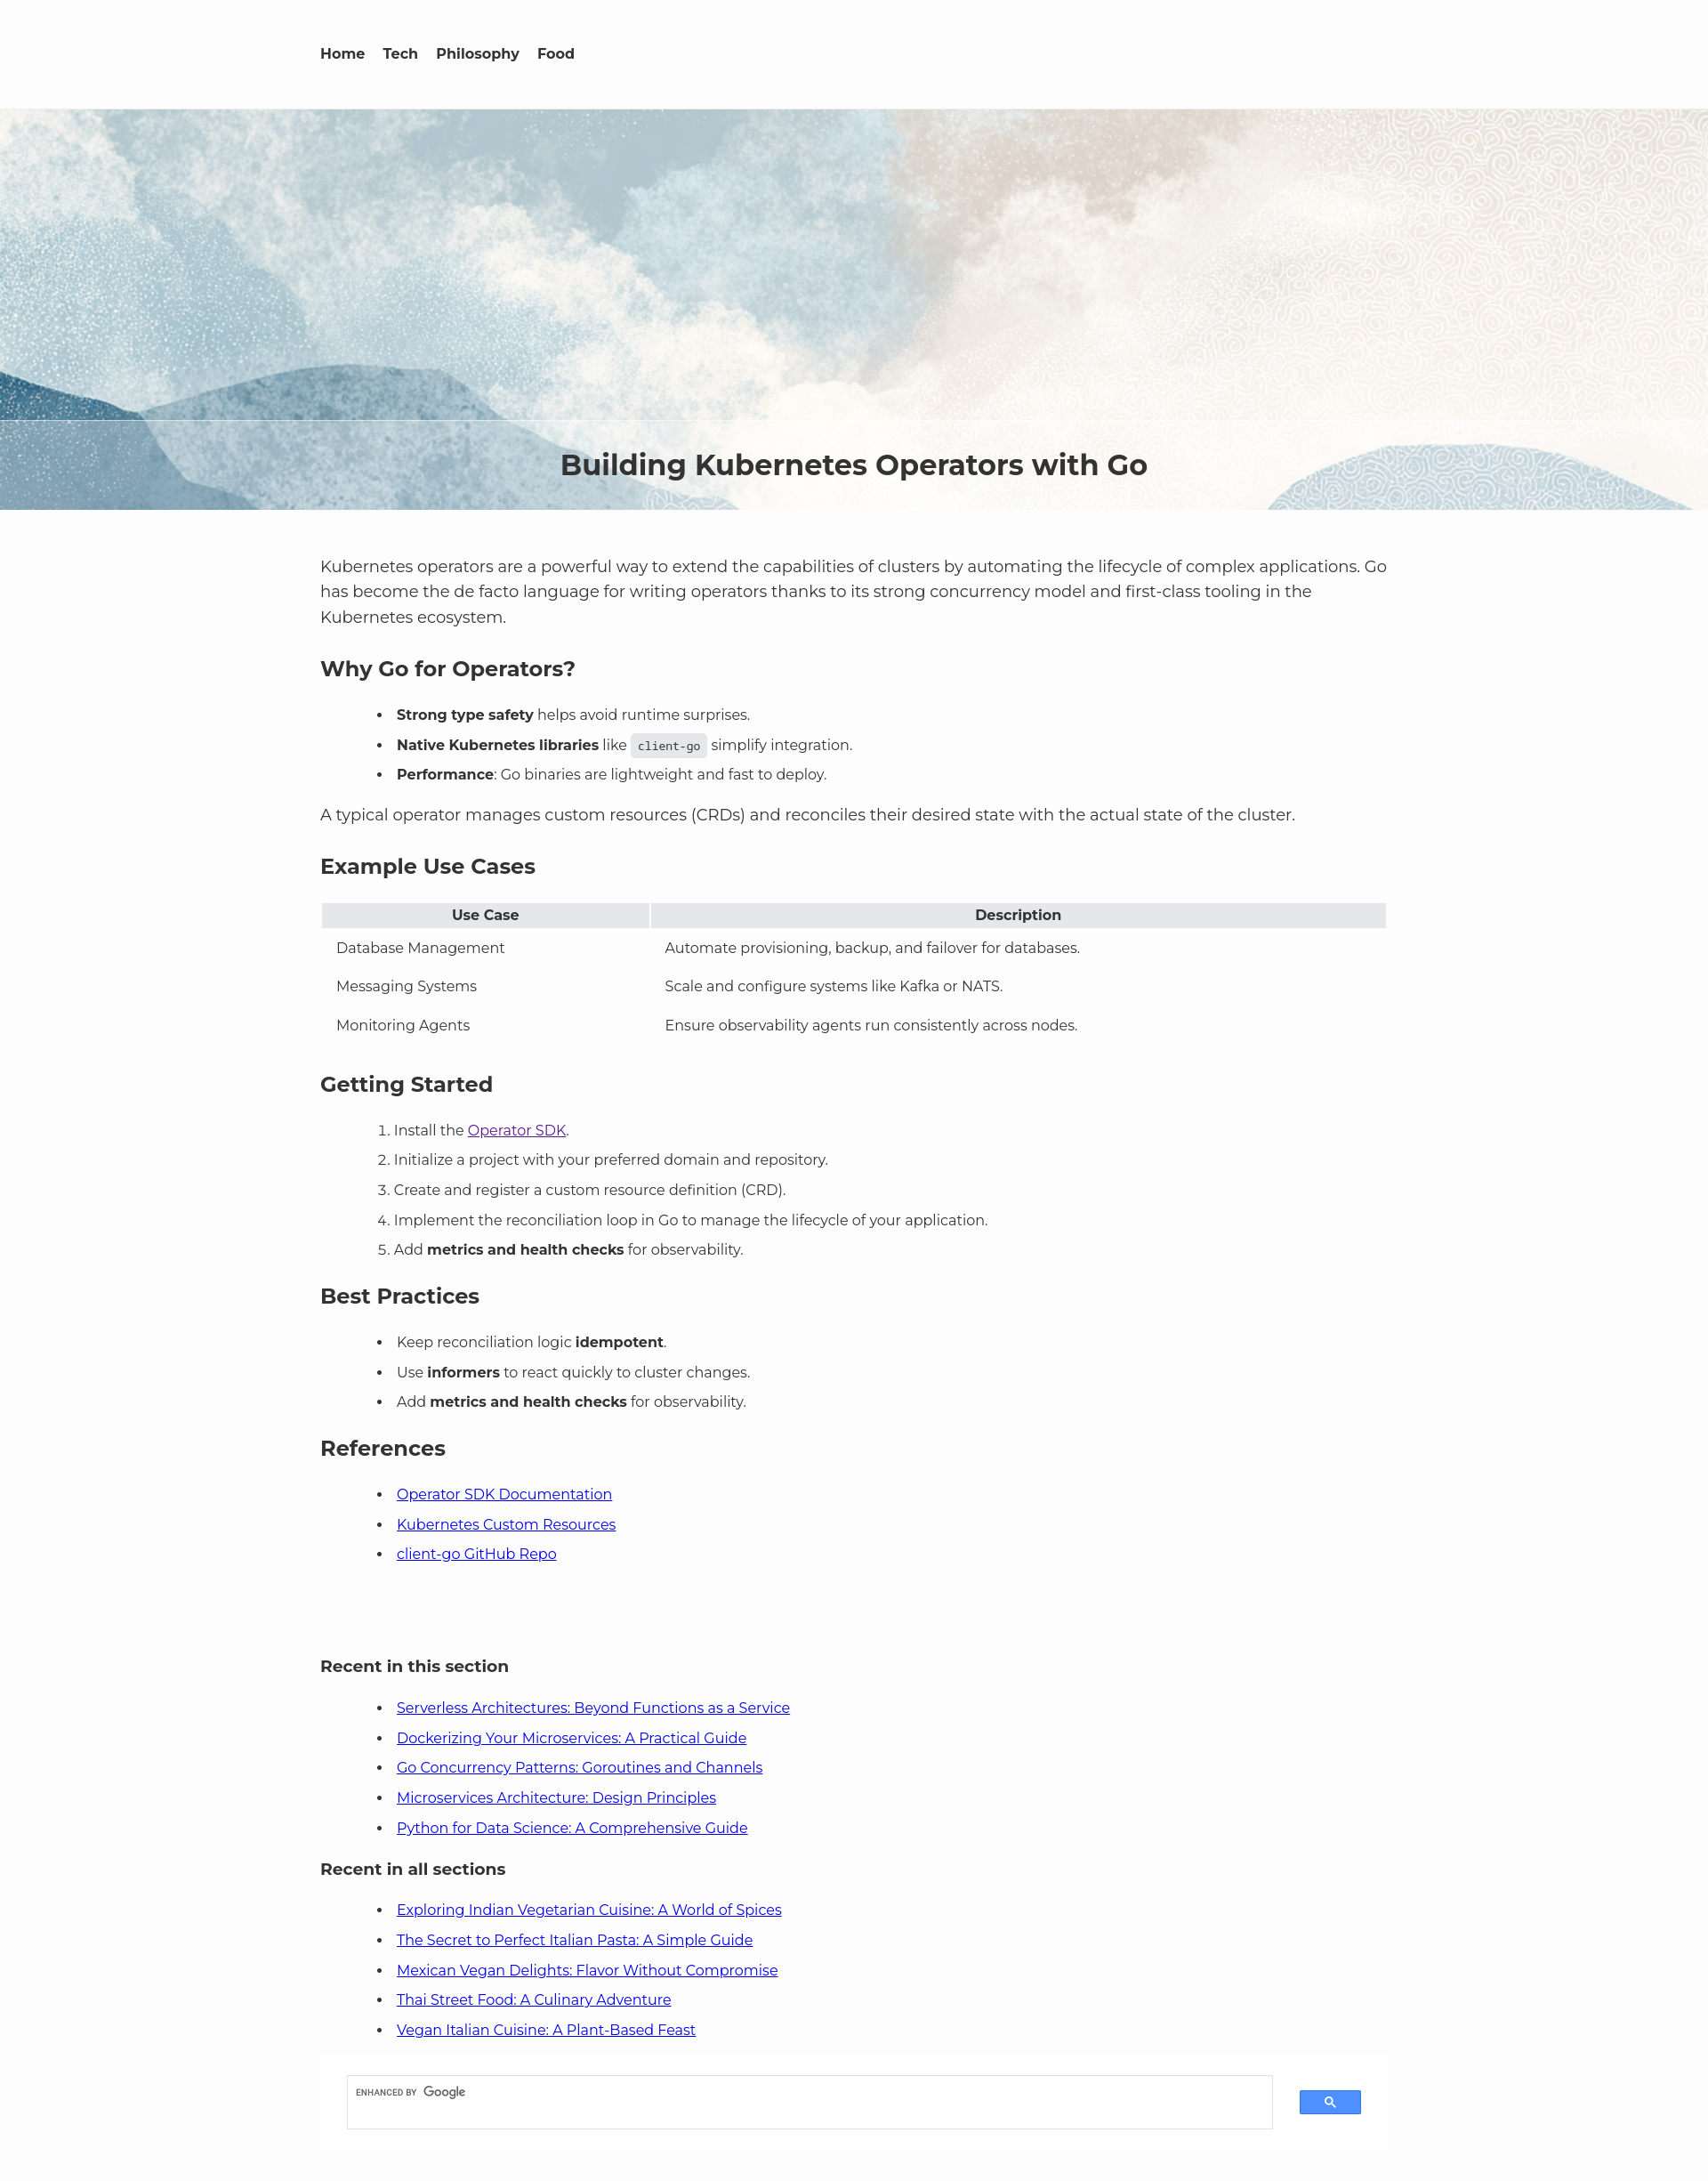 Home Tech Philosophy Food
Building Kubernetes Operators with Go
Kubernetes operators are a powerful way to extend the capabilities of clusters by automating the lifecycle of complex applications. Go
has become the de facto language for writing operators thanks to its strong concurrency model and first-class tooling in the
Kubernetes ecosystem.
Why Go for Operators?
• Strong type safety helps avoid runtime surprises.
• Native Kubernetes libraries like client-go simplify integration.
• Performance: Go binaries are lightweight and fast to deploy.
A typical operator manages custom resources (CRDs) and reconciles their desired state with the actual state of the cluster.
Example Use Cases
Use Case Description
Database Management Automate provisioning, backup, and failover for databases.
Messaging Systems Scale and configure systems like Kafka or NATS.
Monitoring Agents Ensure observability agents run consistently across nodes.
Getting Started
1. Install the Operator SDK.
2. Initialize a project with your preferred domain and repository.
3. Create and register a custom resource definition (CRD).
4. Implement the reconciliation loop in Go to manage the lifecycle of your application.
5. Add metrics and health checks for observability.
Best Practices
• Keep reconciliation logic idempotent.
• Use informers to react quickly to cluster changes.
• Add metrics and health checks for observability.
References
• Operator SDK Documentation
• Kubernetes Custom Resources
• client-go GitHub Repo
Recent in this section
• Serverless Architectures: Beyond Functions as a Service
• Dockerizing Your Microservices: A Practical Guide
• Go Concurrency Patterns: Goroutines and Channels
• Microservices Architecture: Design Principles
• Python for Data Science: A Comprehensive Guide
Recent in all sections
• Exploring Indian Vegetarian Cuisine: A World of Spices
• The Secret to Perfect Italian Pasta: A Simple Guide
• Mexican Vegan Delights: Flavor Without Compromise
• Thai Street Food: A Culinary Adventure
• Vegan Italian Cuisine: A Plant-Based Feast
ENHANCED BY Google